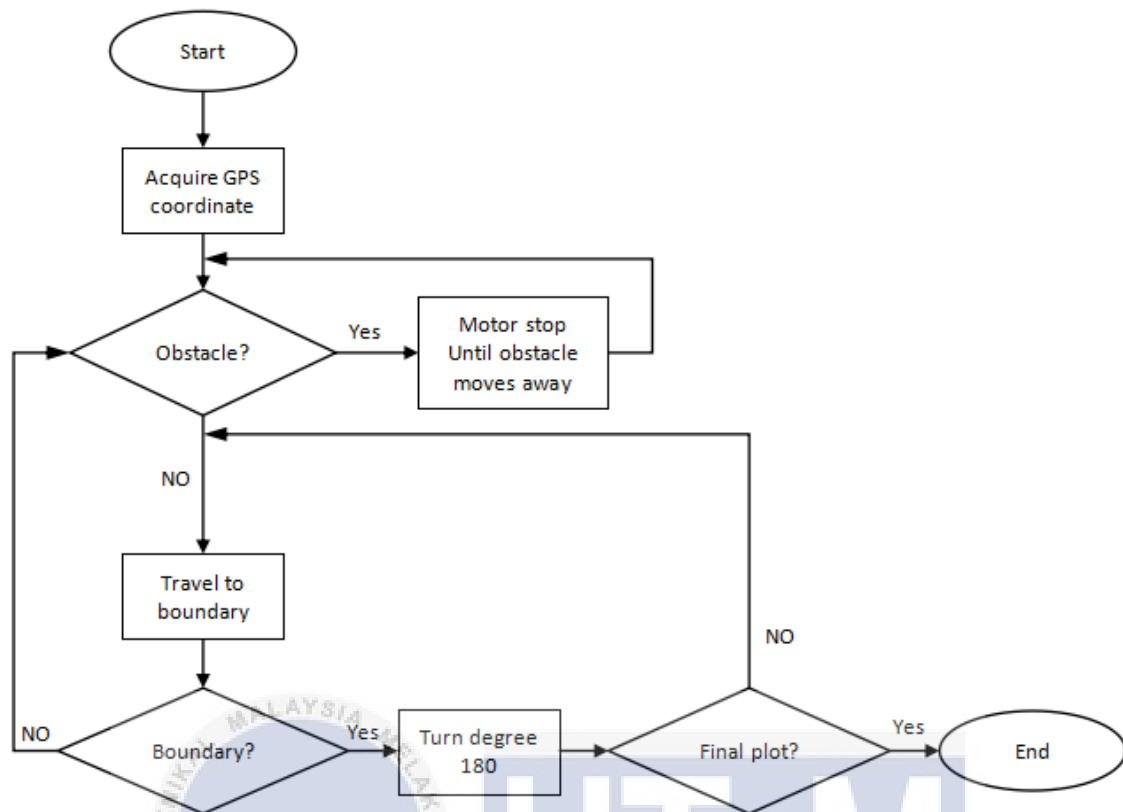 Start
Acquire GPS
coordinate
Obstacle?
Yes
Motor stop
Until obstacle
moves away
NO
Travel to
boundary
NO
Boundary?
Yes
Turn degree
180
Final plot?
NO
Yes
End
MALAYSIA